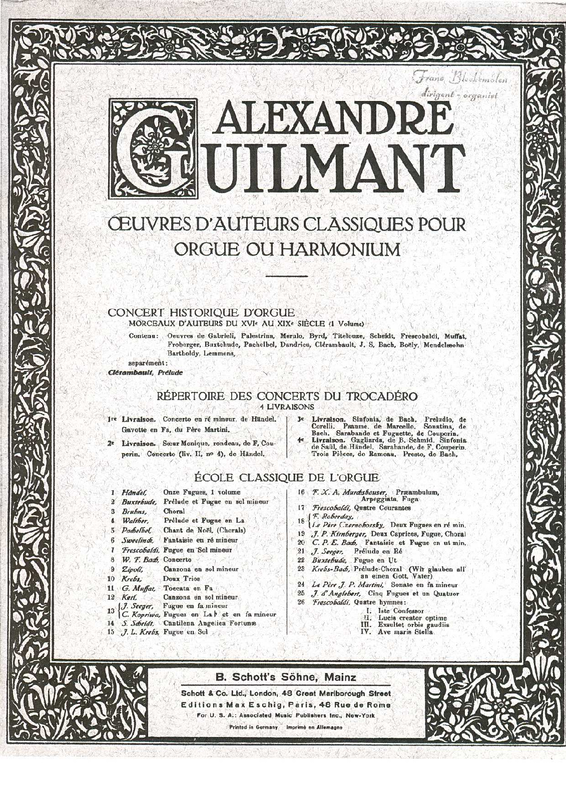 Frans Blokomolen
dirigent - organist
ALEXANDRE
GUILMANT
ŒUVRES D'AUTEURS CLASSIQUES POUR
ORGUE OU HARMONIUM
CONCERT HISTORIQUE D'ORGUE
MORCEAUX D'AUTEURS DU XVIe AU XIXe SIÈCLE (1 Volume)
Contenu: Oeuvres de Gabrieli, Palestrina, Merulo, Byrd, Titelouze, Scheidt, Frescobaldi, Muffat,
Froberger, Buxtehude, Pachelbel, Dandrieu, Clérambault, J. S. Bach, Boëly, Mendelssohn
Bartholdy, Lemmens,
séparément:
Clérambault, Prélude
RÉPERTOIRE DES CONCERTS DU TROCADÉRO
4 LIVRAISONS
1re Livraison. Concerto en ré mineur, de Händel.
Gavotte en Fa, du Père Martini.
2e Livraison. Sœur Monique, rondeau, de F. Cou-
perin. Concerto (liv. II, no 4), de Händel.
3e Livraison. Sinfonia, de Bach. Preludio, de
Corelli. Psaume, de Marcello. Sonatina, de
Bach. Sarabande et Fuguette, de Couperin.
4e Livraison. Gagliarda, de B. Schmid. Sinfonia
de Saül, de Händel. Sarabande, de F. Couperin.
Trois Pièces, de Rameau. Presto, de Bach.
ÉCOLE CLASSIQUE DE L'ORGUE
1 Händel, Onze Fugues, 1 volume
2 Buxtehude, Prélude et Fugue en sol mineur
3 Bruhns, Choral
4 Walther, Prélude et Fugue en La
5 Pachelbel, Chant de Noël, (Chorals)
6 Sweelinck, Fantaisie en ré mineur
7 Frescobaldi, Fugue en Sol mineur
8 W. F. Bach, Concerto
9 Zipoli, Canzona en sol mineur
10 Krebs, Deux Trios
11 G. Muffat, Toccata en Fa
12 Kerl, Canzona en sol mineur
13 J. Seeger, Fugue en fa mineur
C. Kopriwa, Fugues en La b et en fa mineur
14 S. Scheidt, Cantilena Angelica Fortunae
15 J. L. Krebs, Fugue en Sol
16 F. X. A. Murschhauser, Praeambulum,
Arpeggiata, Fuga
17 Frescobaldi, Quatre Courantes
18 F. Roberday,
Le Père Czernohorsky, Deux Fugues en ré min.
19 J. P. Kirnberger, Deux Caprices, Fugue, Choral
20 C. P. E. Bach, Fantaisie et Fugue en ut min.
21 J. Seeger, Prélude en Ré
22 Buxtehude, Fugue en Ut
23 Krebs-Bach, Prélude-Choral (Wir glauben all'
an einen Gott, Vater)
24 Le Père J. P. Martini, Sonate en fa mineur
25 J. d'Anglebert, Cinq Fugues et un Quatuor
26 Frescobaldi, Quatre hymnes:
I. Iste Confessor
II. Lucis creator optime
III. Exsultet orbis gaudiis
IV. Ave maris Stella
B. Schott's Söhne, Mainz
Schott & Co. Ltd., London, 48 Great Marlborough Street
Editions Max Eschig, Paris, 48 Rue de Rome
For U. S. A.: Associated Music Publishers Inc., New-York
Printed in Germany Imprimé en Allemagne